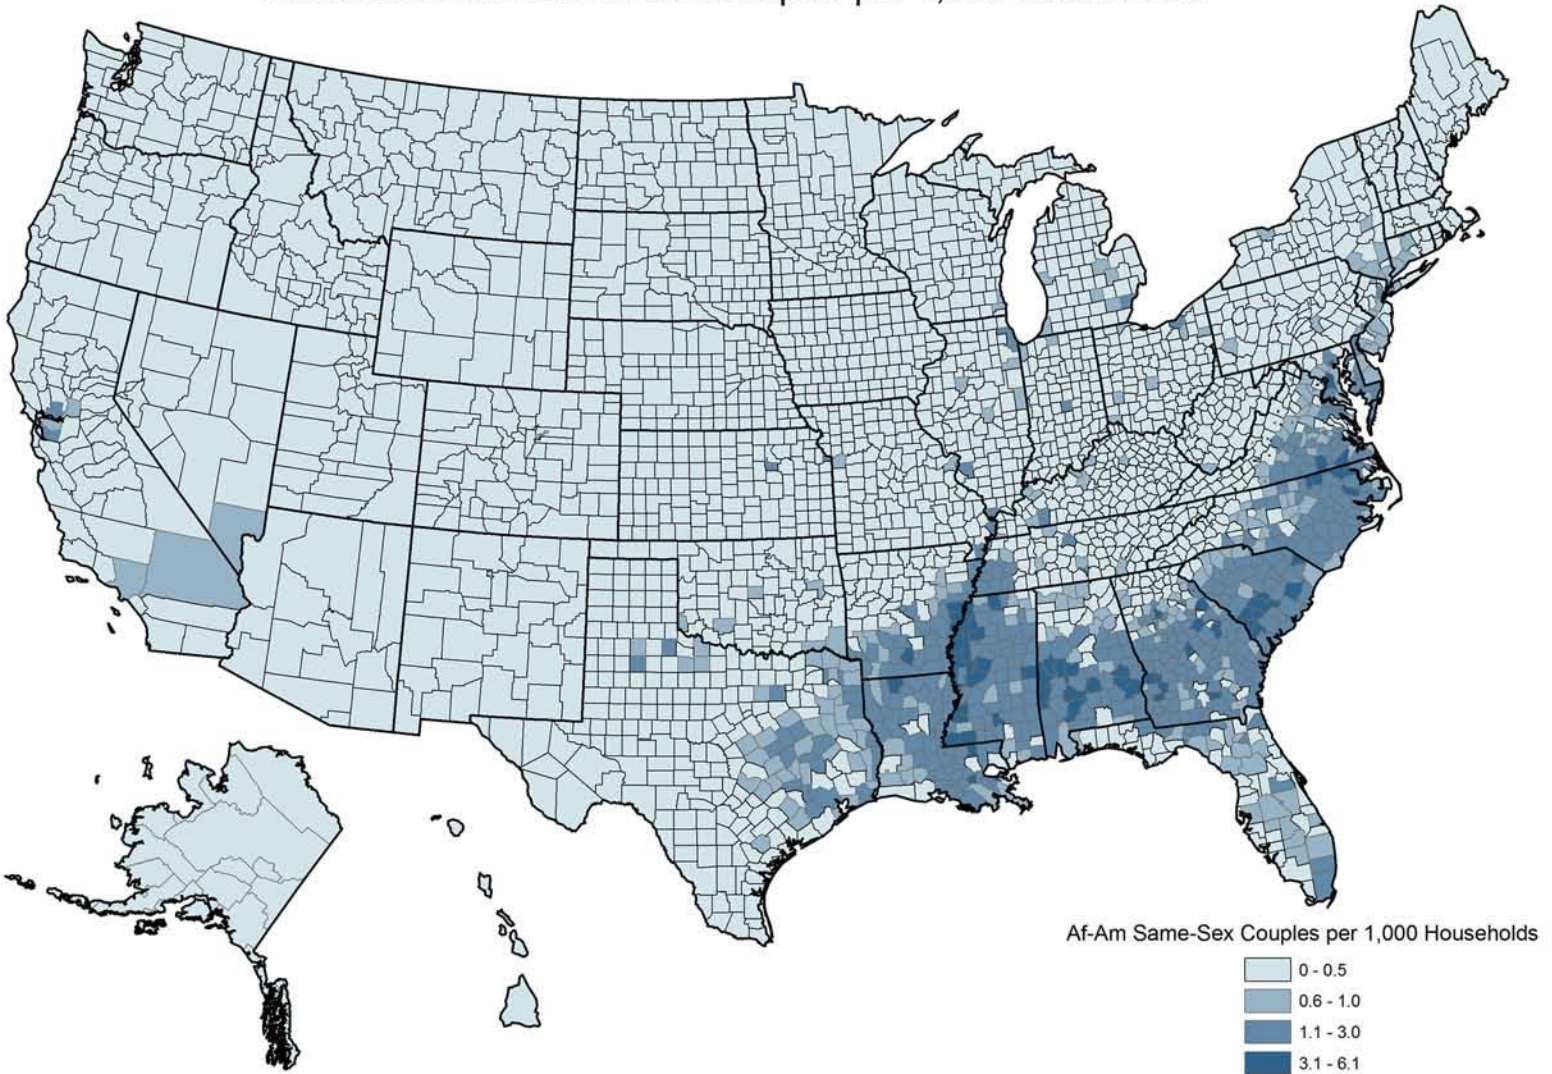 Af-Am Same-Sex Couples per 1,000 Households
0 - 0.5
0.6 - 1.0
1.1 - 3.0
3.1 - 6.1